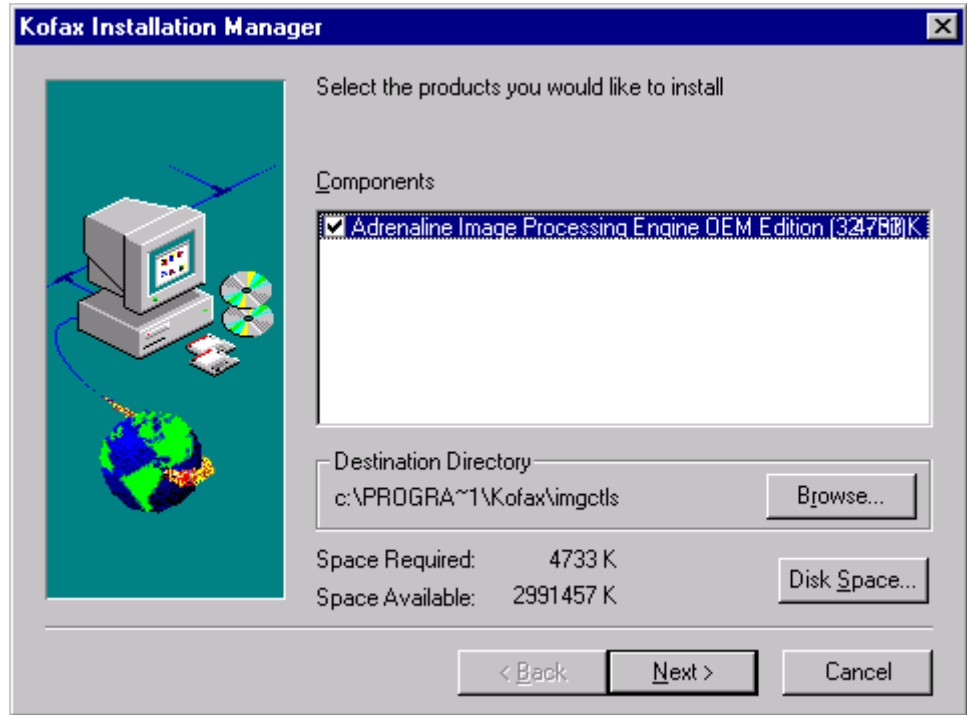 Kofax Installation Manager
Select the products you would like to install
Components
Adrenaline Image Processing Engine OEM Edition
Destination Directory
c:\PROGRA~1\Kofax\imgctls
Browse...
Space Required: 4733 K
Disk Space...
Space Available: 2991457 K
< Back Next > Cancel